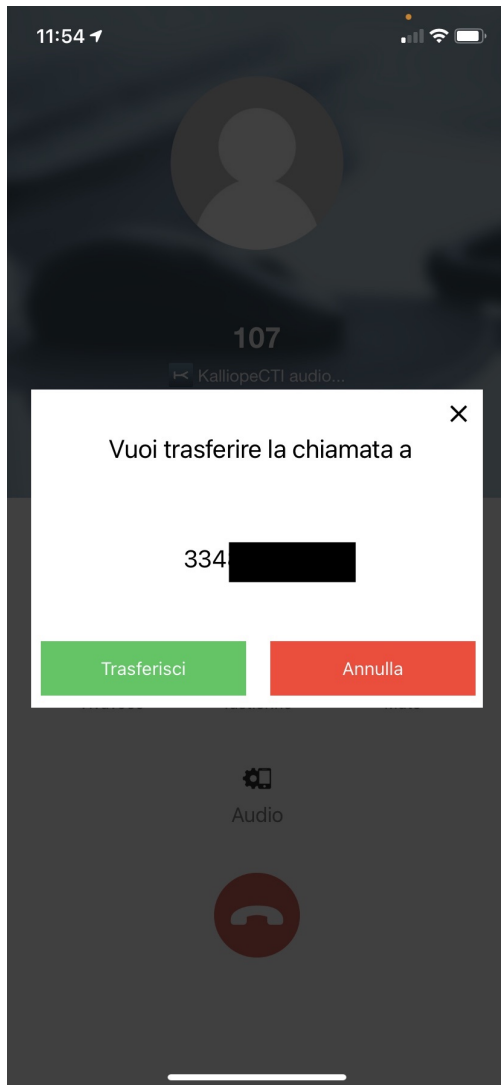 11:54
107
KalliopeCTI audio...
Vuoi trasferire la chiamata a
334
Trasferisci
Annulla
Audio